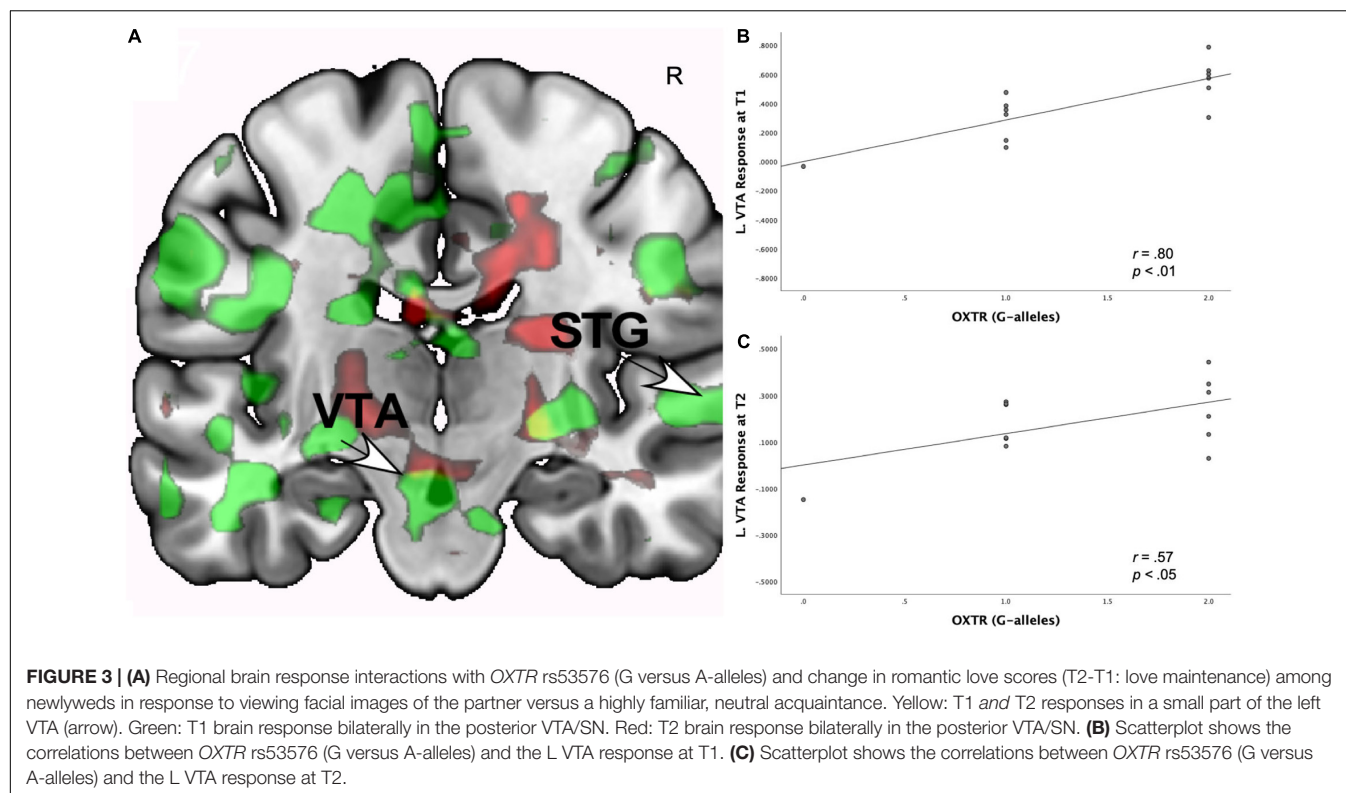 A
R
STG
VTA
B
L. VTA Response at T1
.8000
.6000
.4000
.2000
.0000
-.2000
-.4000
-.6000
-.8000
r = .80
p < .01
.0
.5
1.0
1.5
2.0
OXTR (G-alleles)
C
L. VTA Response at T2
.5000
.3000
.1000
-.1000
-.3000
-.5000
r = .57
p < .05
.0
.5
1.0
1.5
2.0
OXTR (G-alleles)
FIGURE 3 | (A) Regional brain response interactions with OXTR rs53576 (G versus A-alleles) and change in romantic love scores (T2-T1: love maintenance) among
newlyweds in response to viewing facial images of the partner versus a highly familiar, neutral acquaintance. Yellow: T1 and T2 responses in a small part of the left
VTA (arrow). Green: T1 brain response bilaterally in the posterior VTA/SN. Red: T2 brain response bilaterally in the posterior VTA/SN. (B) Scatterplot shows the
correlations between OXTR rs53576 (G versus A-alleles) and the L VTA response at T1. (C) Scatterplot shows the correlations between OXTR rs53576 (G versus
A-alleles) and the L VTA response at T2.